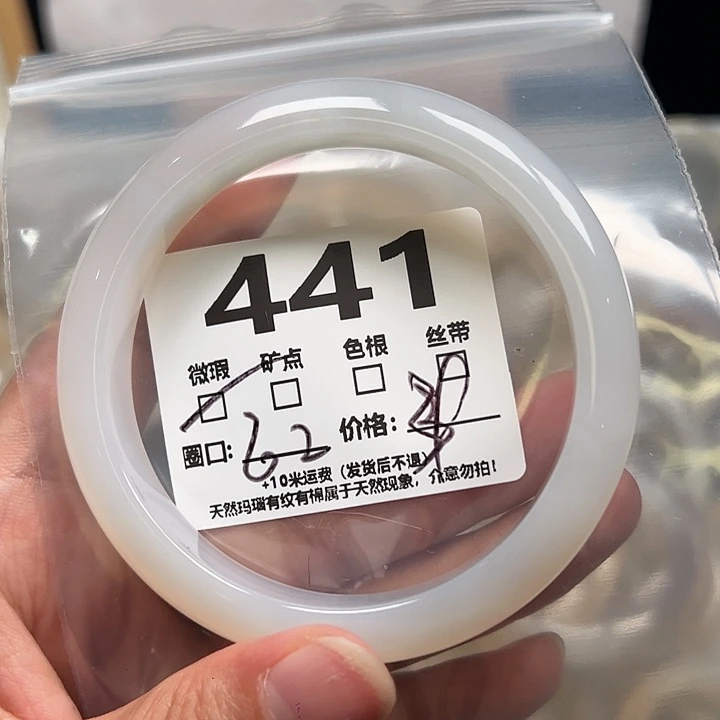 441
微瑕 矿点 色根 丝带
圈口: 62 价格:
+10米运费（发货后不退）
天然玛瑙有纹有棉属于天然现象，介意勿拍！